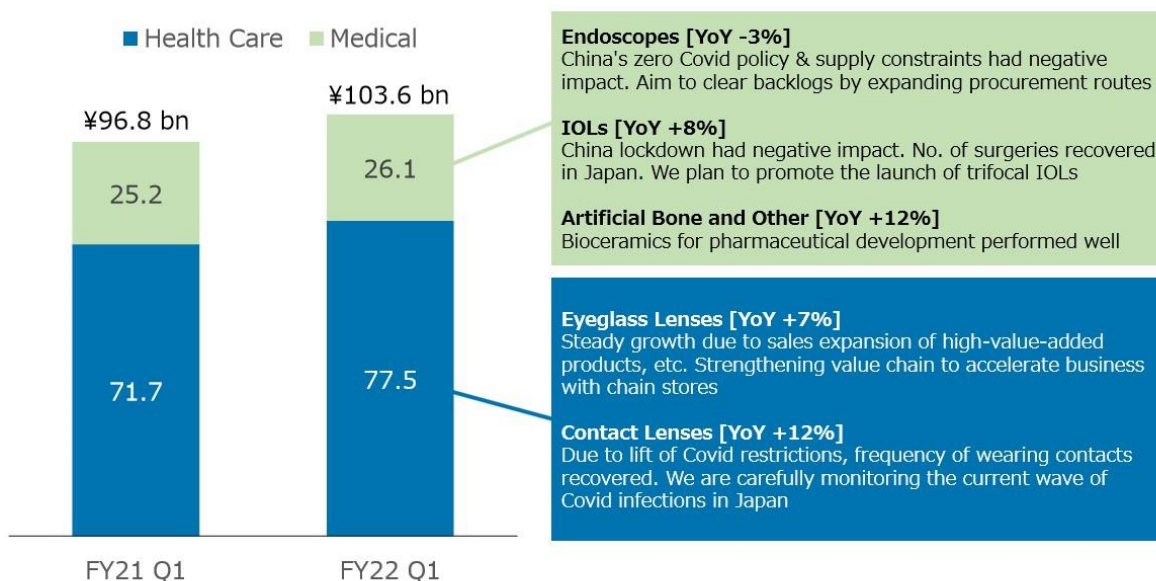 Health Care Medical
¥96.8 bn
¥103.6 bn
25.2
26.1
71.7
77.5
FY21 Q1
FY22 Q1
Endoscopes [YoY -3%]
China's zero Covid policy & supply constraints had negative
impact. Aim to clear backlogs by expanding procurement routes
IOLs [YoY +8%]
China lockdown had negative impact. No. of surgeries recovered
in Japan. We plan to promote the launch of trifocal IOLs
Artificial Bone and Other [YoY +12%]
Bioceramics for pharmaceutical development performed well
Eyeglass Lenses [YoY +7%]
Steady growth due to sales expansion of high-value-added
products, etc. Strengthening value chain to accelerate business
with chain stores
Contact Lenses [YoY +12%]
Due to lift of Covid restrictions, frequency of wearing contacts
recovered. We are carefully monitoring the current wave of
Covid infections in Japan